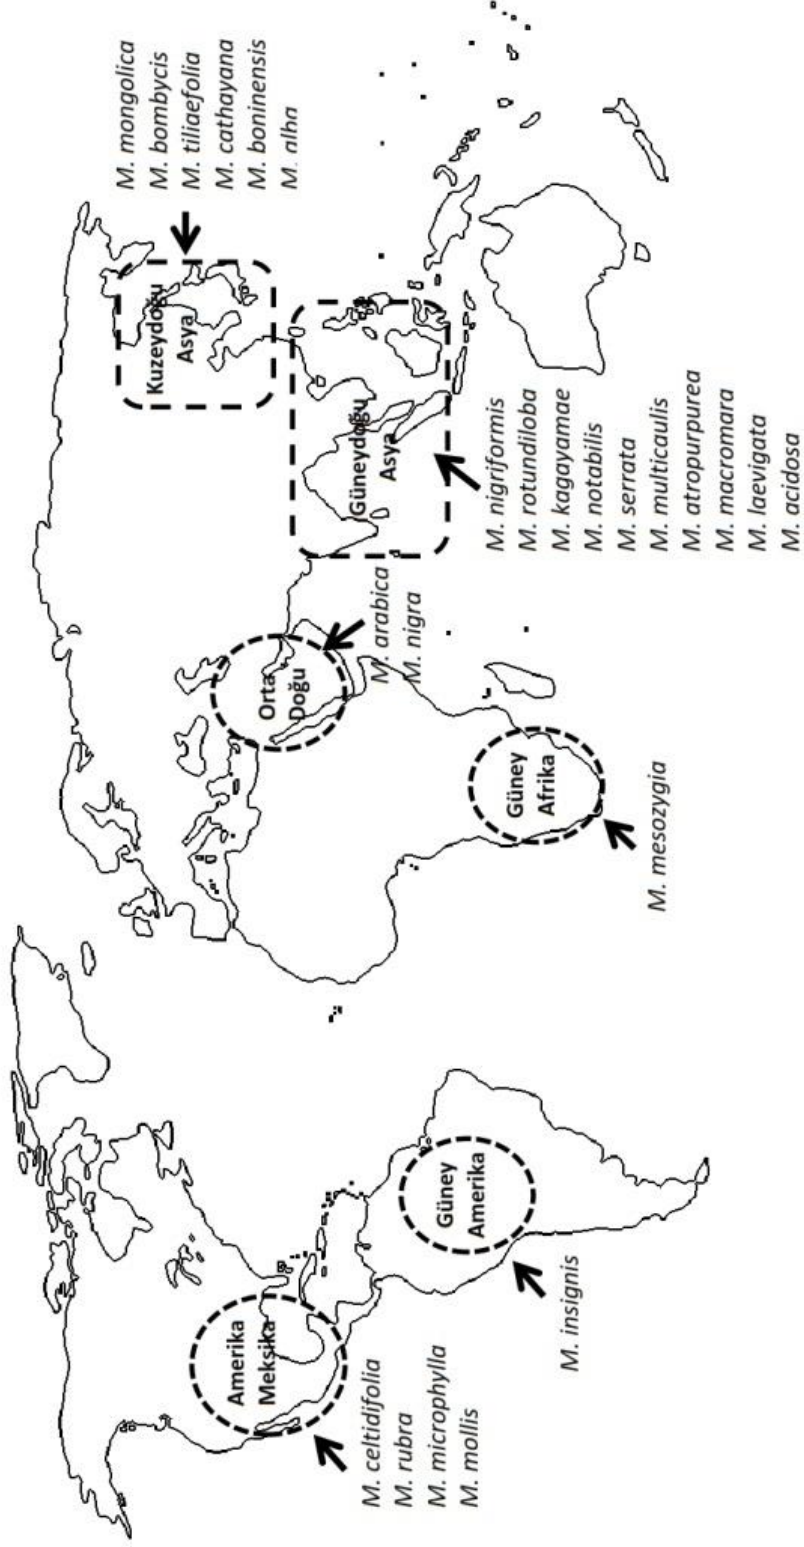 M. mongolica
M. bombycis
M. tiliaefolia
M. cathayana
M. boninensis
M. alba
Kuzeydoğu
Asya
Güneydoğu
Asya
M. nigriformis
M. rotundiloba
M. kagayamae
M. notabilis
M. serrata
M. multicaulis
M. atropurpurea
M. macromara
M. laevigata
M. acidosa
Orta
Doğu
M. arabica
M. nigra
Güney
Afrika
M. mesozygia
Güney
Amerika
M. insignis
Amerika
Meksika
M. celtidifolia
M. rubra
M. microphylla
M. mollis